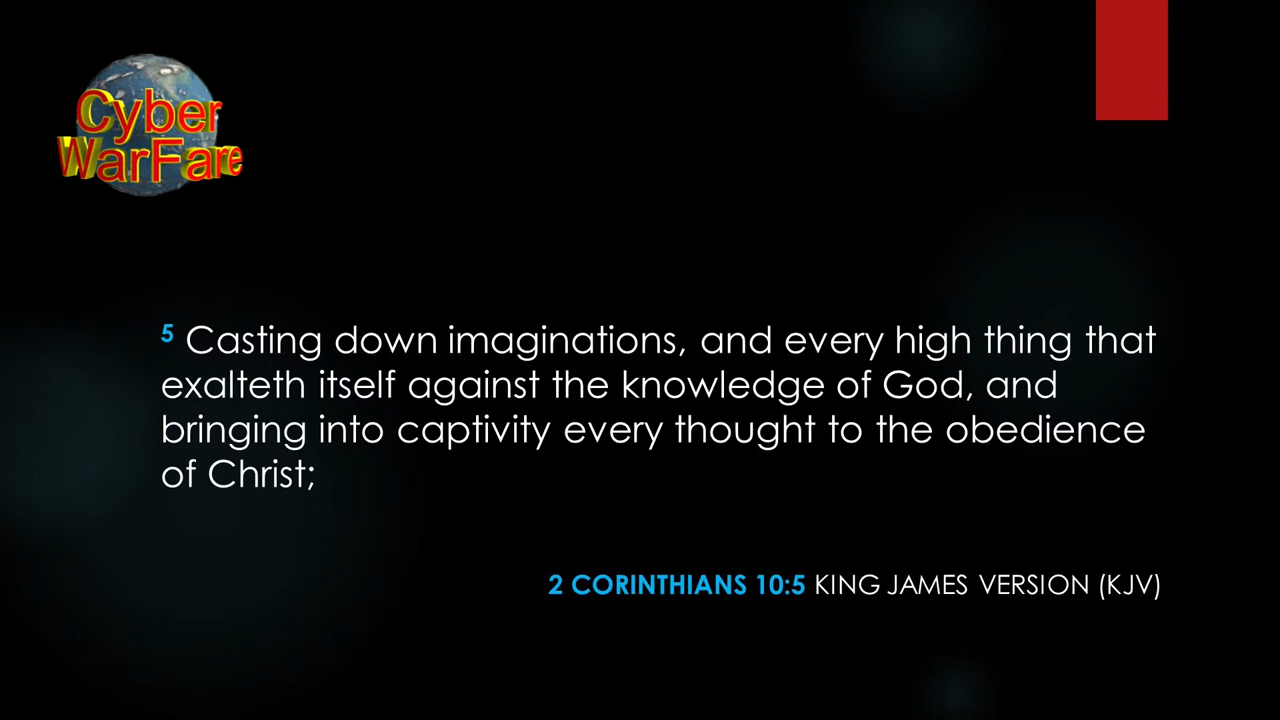 Cyber
WarFare
5 Casting down imaginations, and every high thing that
exalteth itself against the knowledge of God, and
bringing into captivity every thought to the obedience
of Christ;
2 CORINTHIANS 10:5 KING JAMES VERSION (KJV)